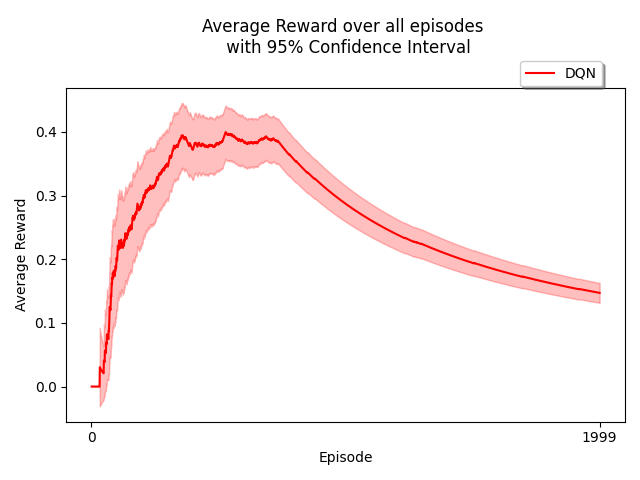 Average Reward over all episodes
with 95% Confidence Interval
DQN
Average Reward
0.4
0.3
0.2
0.1
0.0
0
1999
Episode